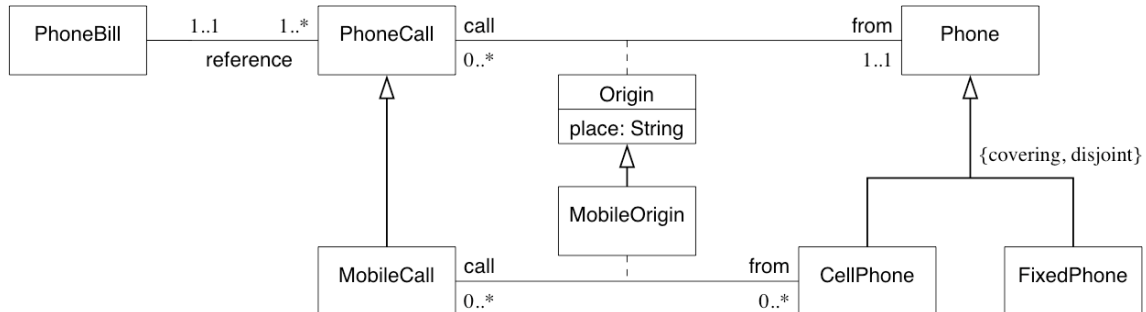 PhoneBill 1..1 1..* PhoneCall call from Phone
reference 0..* 1..1
Origin
place: String
{covering, disjoint}
MobileOrigin
MobileCall call from CellPhone FixedPhone
0..* 0..*